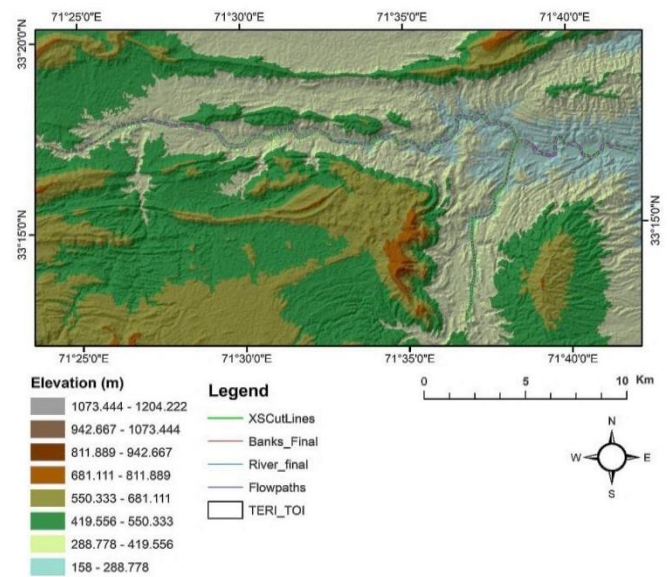 71°25'0"E 71°30'0"E 71°35'0"E 71°40'0"E
33°20'0"N
33°20'0"N
33°15'0"N
33°15'0"N
71°25'0"E 71°30'0"E 71°35'0"E 71°40'0"E
Elevation (m)
1073.444 - 1204.222
942.667 - 1073.444
811.889 - 942.667
681.111 - 811.889
550.333 - 681.111
419.556 - 550.333
288.778 - 419.556
158 - 288.778
Legend
XSCutLines
Banks_Final
River_final
Flowpaths
TERI_TOI
0 5 10 Km
N
W E
S